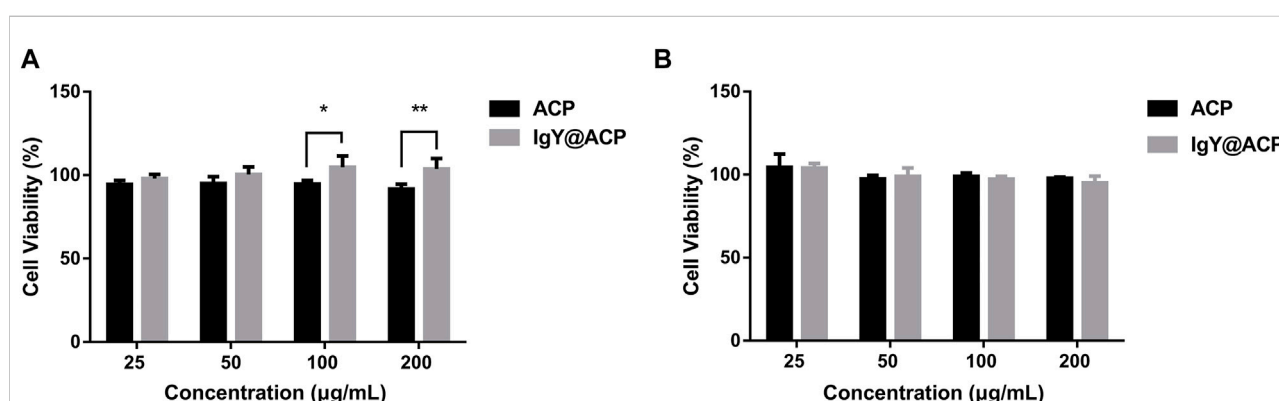 A
150
100
50
0
Cell Viability (%)
* **
ACP
IgY@ACP
25 50 100 200
Concentration (μg/mL)
B
150
100
50
0
Cell Viability (%)
ACP
IgY@ACP
25 50 100 200
Concentration (μg/mL)